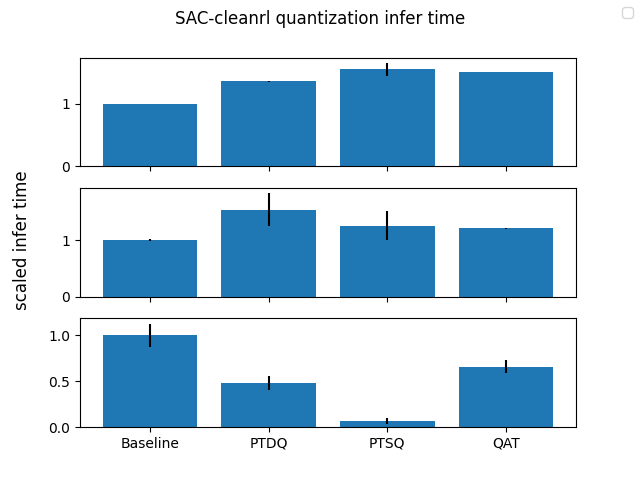 SAC-cleanrl quantization infer time
scaled infer time
1
0
1
0
1.0
0.5
0.0
Baseline PTDQ PTSQ QAT